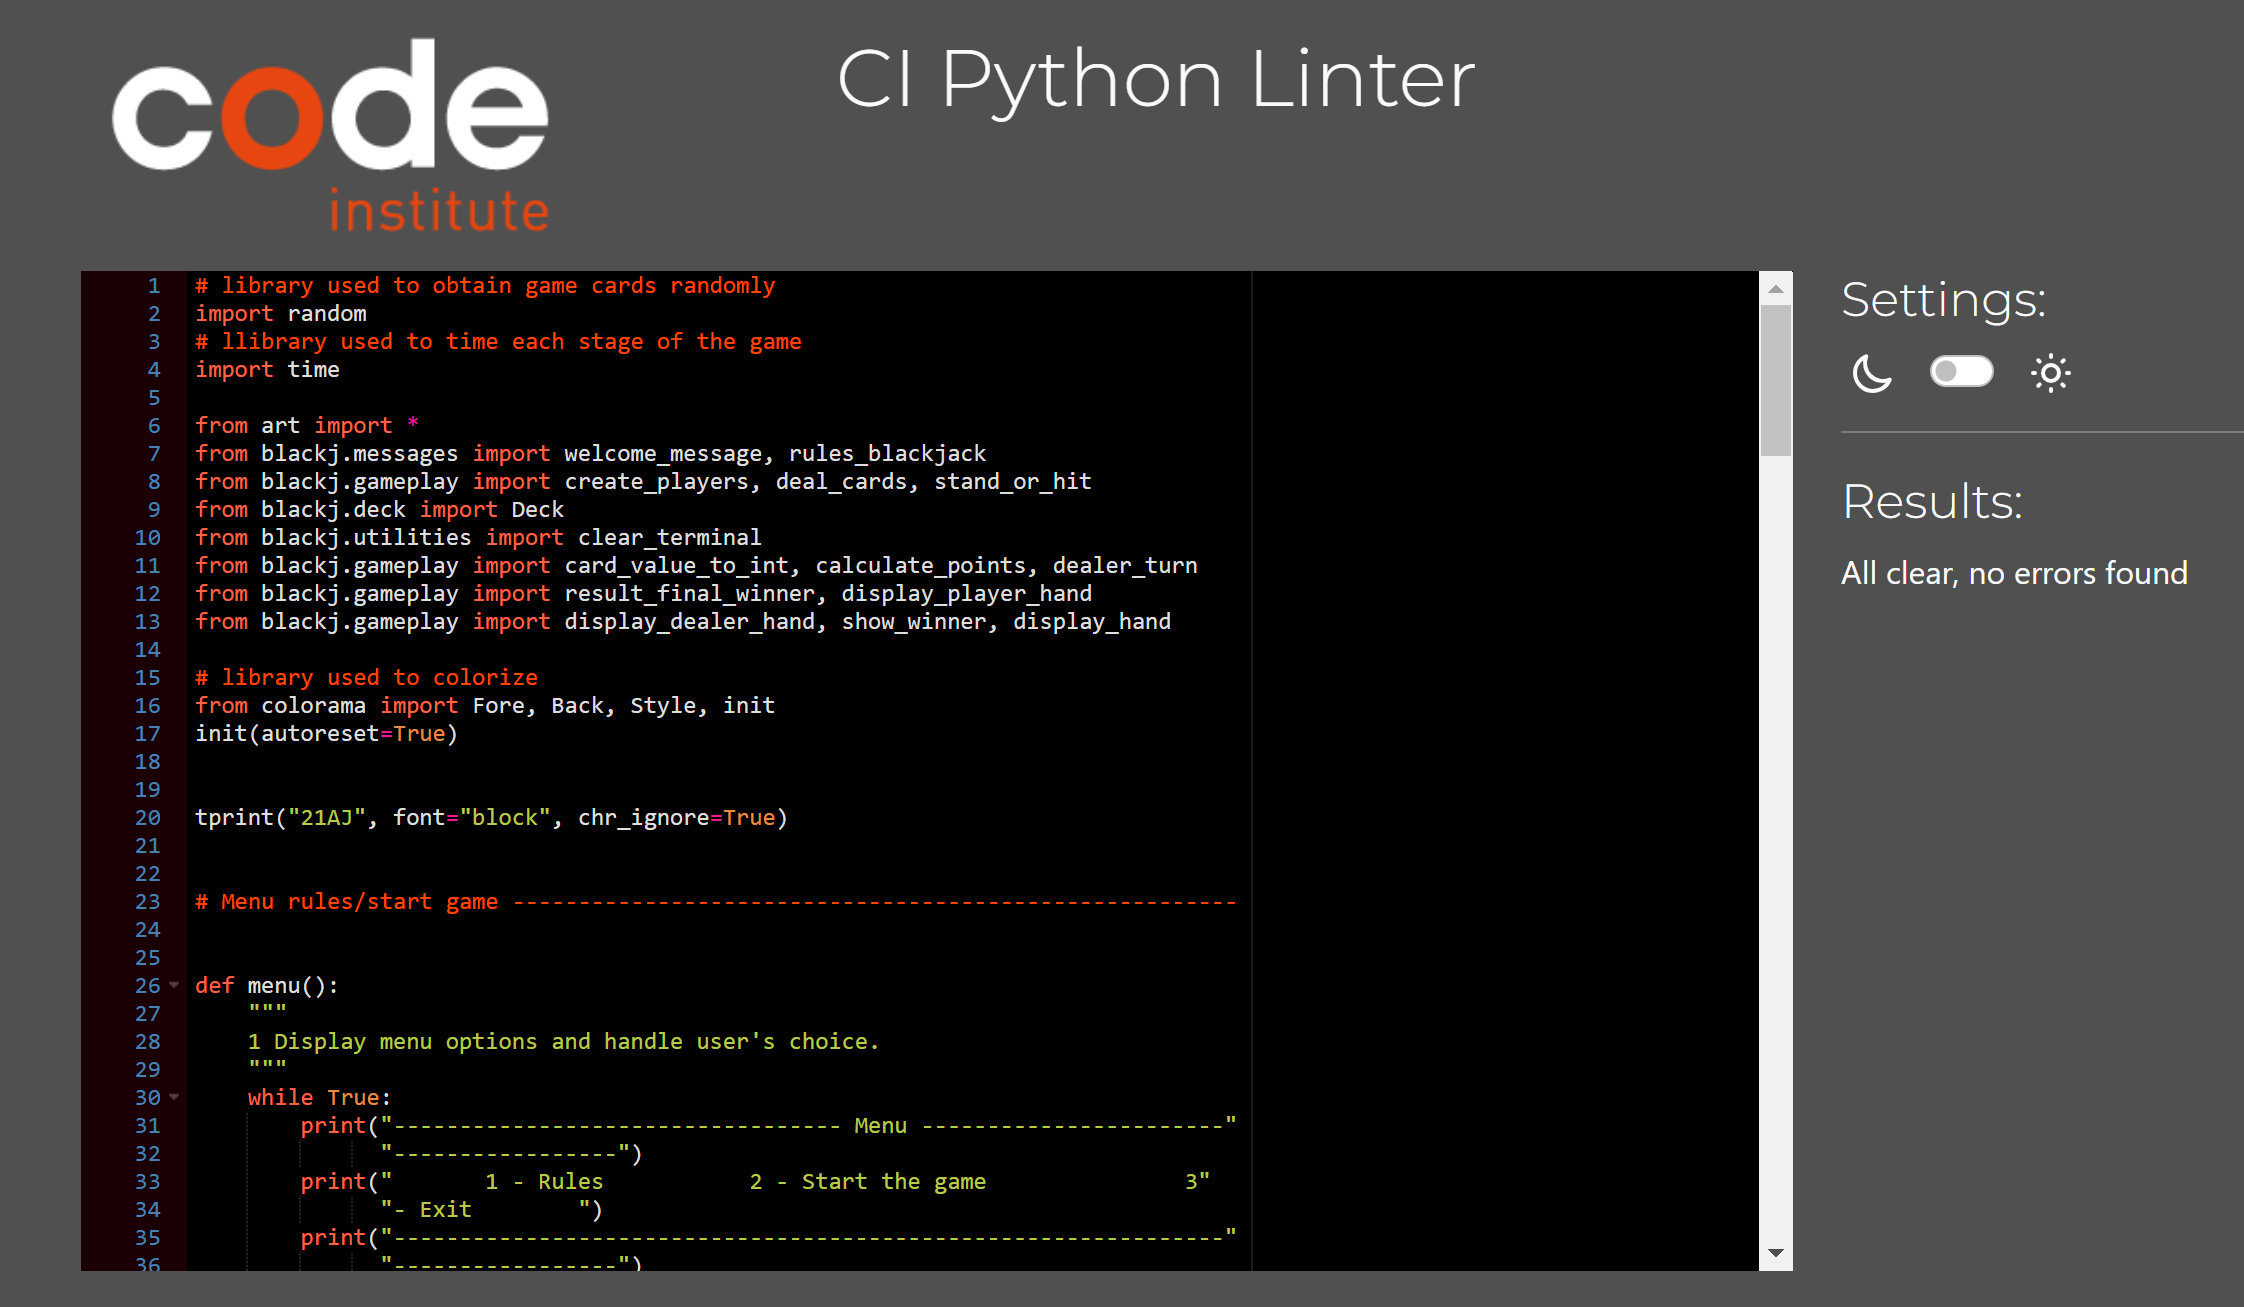 code
institute
CI Python Linter
1 # library used to obtain game cards randomly
2 import random
3 # llibrary used to time each stage of the game
4 import time
5
6 from art import *
7 from blackj.messages import welcome_message, rules_blackjack
8 from blackj.gameplay import create_players, deal_cards, stand_or_hit
9 from blackj.deck import Deck
10 from blackj.utilities import clear_terminal
11 from blackj.gameplay import card_value_to_int, calculate_points, dealer_turn
12 from blackj.gameplay import result_final_winner, display_player_hand
13 from blackj.gameplay import display_dealer_hand, show_winner, display_hand
14
15 # library used to colorize
16 from colorama import Fore, Back, Style, init
17 init(autoreset=True)
18
19
20 tprint("21AJ", font="block", chr_ignore=True)
21
22
23 # Menu rules/start game -------------------------------------------------------
24
25
26 def menu():
27     """
28     1 Display menu options and handle user's choice.
29     """
30     while True:
31         print("---------------------------------- Menu -----------------------"
32               "-----------------")
33         print("       1 - Rules           2 - Start the game               3"
34               "- Exit        ")
35         print("---------------------------------------------------------------"
36               "-----------------")
Settings:
Results:
All clear, no errors found